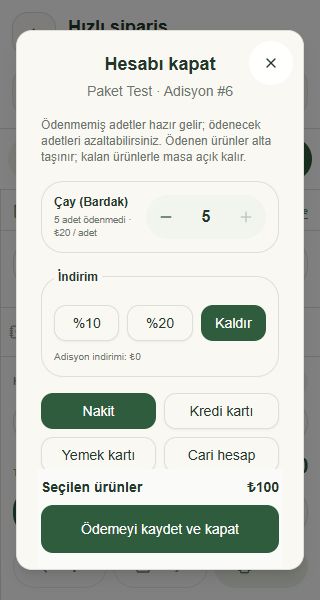 Hızlı sipariş
Hesabı kapat
Paket Test · Adisyon #6
Ödenmemiş adetler hazır gelir; ödenecek
adetleri azaltabilirsiniz. Ödenen ürünler alta
taşınır; kalan ürünlerle masa açık kalır.
Çay (Bardak)
5 adet ödenmedi ·
₺20 / adet
− 5 +
İndirim
%10 %20 Kaldır
Adisyon indirimi: ₺0
Nakit Kredi kartı
Yemek kartı Cari hesap
Seçilen ürünler ₺100
Ödemeyi kaydet ve kapat